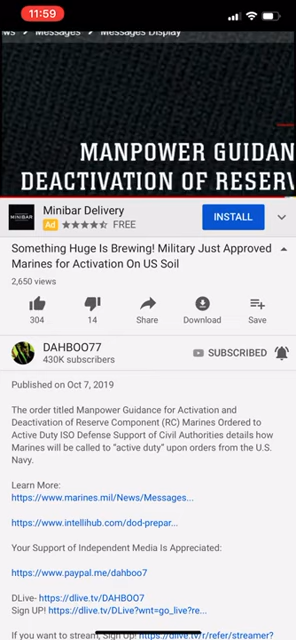 11:59
ws > Messages > Messages Display
MANPOWER GUIDAN
DEACTIVATION OF RESERV
MINIBAR
Minibar Delivery
Ad FREE
INSTALL
Something Huge Is Brewing! Military Just Approved
Marines for Activation On US Soil
2,650 views
304
14
Share
Download
Save
DAHBOO77
430K subscribers
SUBSCRIBED
Published on Oct 7, 2019
The order titled Manpower Guidance for Activation and
Deactivation of Reserve Component (RC) Marines Ordered to
Active Duty ISO Defense Support of Civil Authorities details how
Marines will be called to “active duty” upon orders from the U.S.
Navy.
Learn More:
https://www.marines.mil/News/Messages...
https://www.intellihub.com/dod-prepar...
Your Support of Independent Media Is Appreciated:
https://www.paypal.me/dahboo7
DLive- https://dlive.tv/DAHBOO77
Sign UP! https://dlive.tv/DLive?wnt=go_live?re...
If you want to stream, Sign Up! https://dlive.tv/r/refer/streamer?